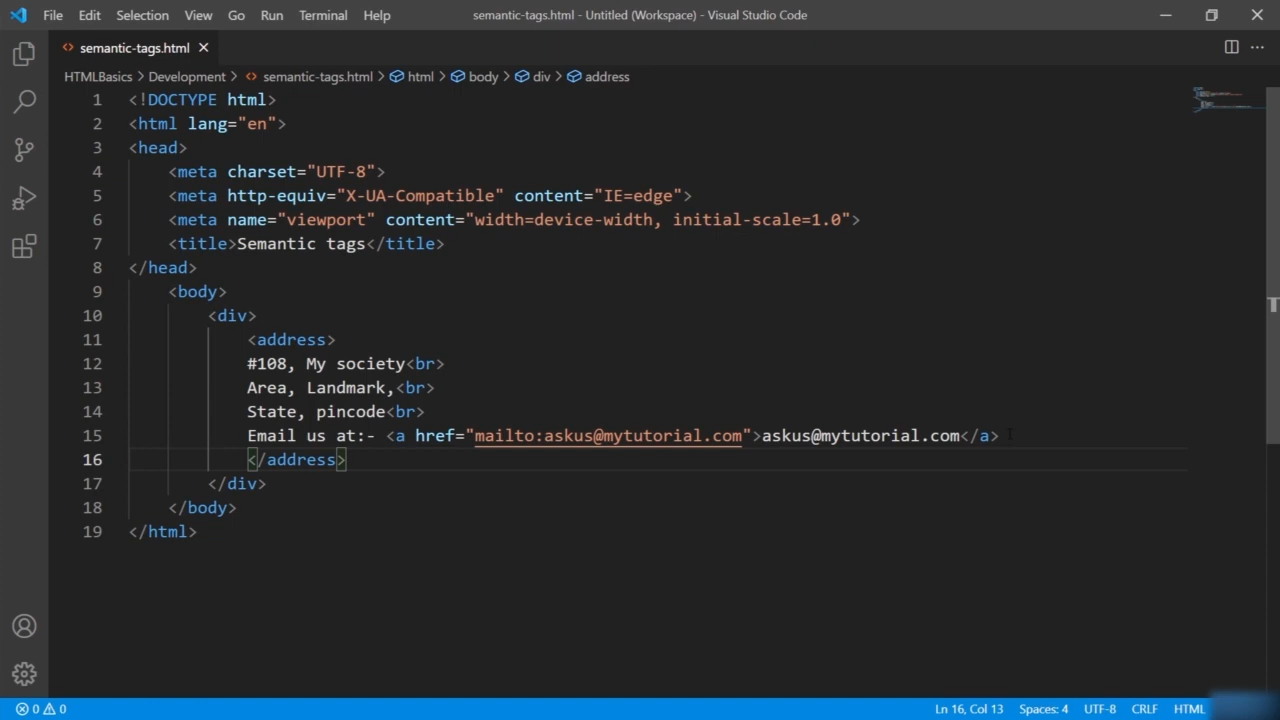 File Edit Selection View Go Run Terminal Help semantic-tags.html - Untitled (Workspace) - Visual Studio Code
<> semantic-tags.html
HTMLBasics > Development > <> semantic-tags.html > html > body > div > address
1 <!DOCTYPE html>
2 <html lang="en">
3 <head>
4 <meta charset="UTF-8">
5 <meta http-equiv="X-UA-Compatible" content="IE=edge">
6 <meta name="viewport" content="width=device-width, initial-scale=1.0">
7 <title>Semantic tags</title>
8 </head>
9 <body>
10 <div>
11 <address>
12 #108, My society<br>
13 Area, Landmark,<br>
14 State, pincode<br>
15 Email us at:- <a href="mailto:askus@mytutorial.com">askus@mytutorial.com</a>
16 </address>
17 </div>
18 </body>
19 </html>
0 0 Ln 16, Col 13 Spaces: 4 UTF-8 CRLF HTML